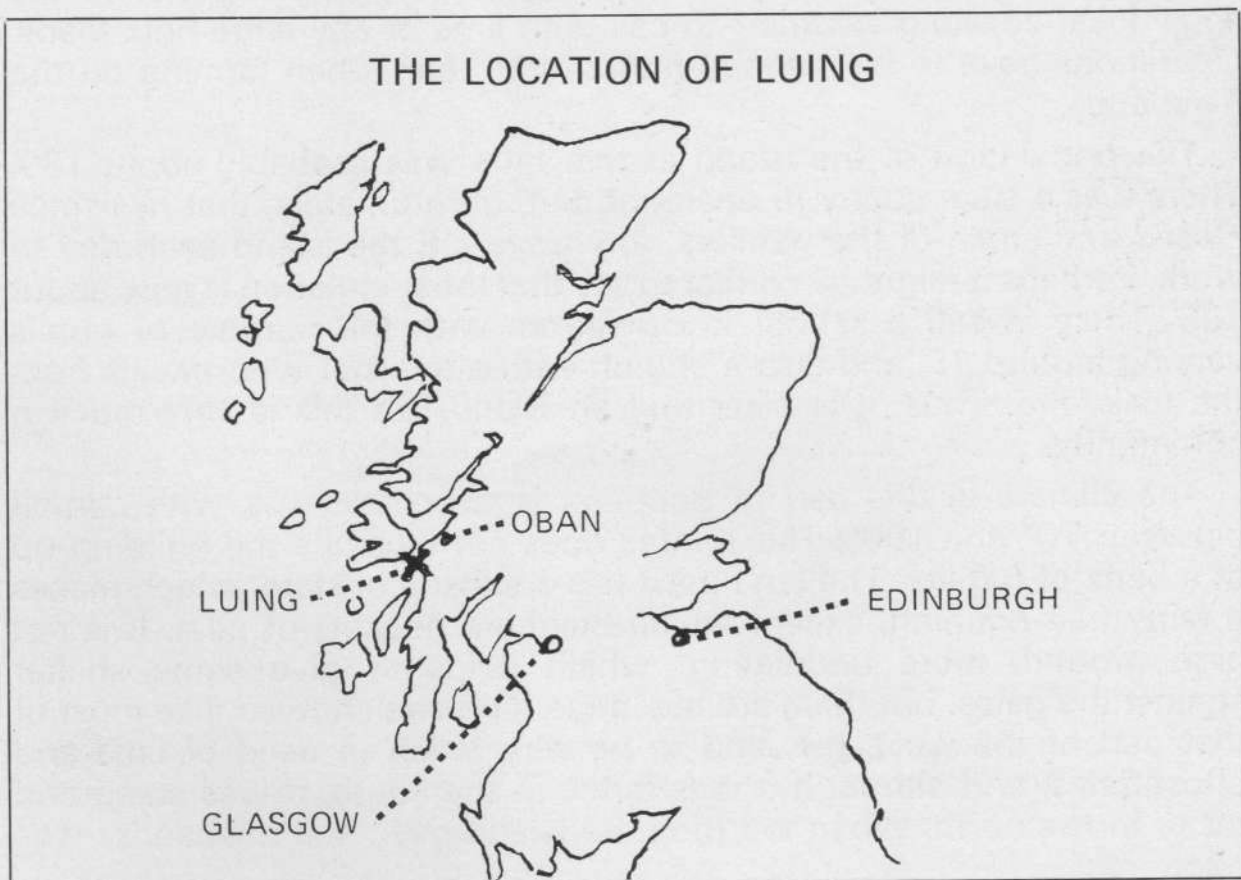 THE LOCATION OF LUING
OBAN
LUING
EDINBURGH
GLASGOW